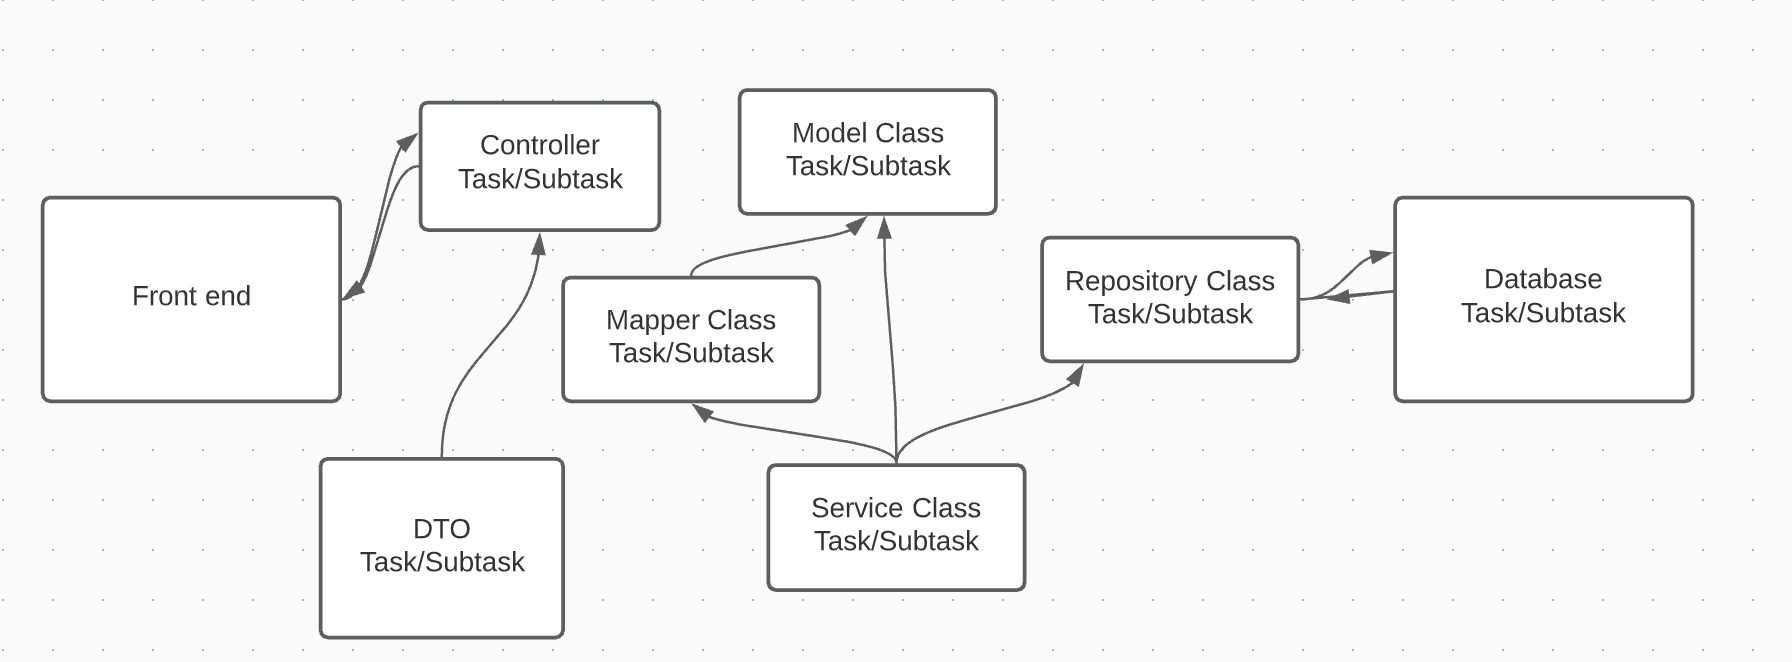 Controller
Task/Subtask
Model Class
Task/Subtask
Front end
Mapper Class
Task/Subtask
Repository Class
Task/Subtask
Database
Task/Subtask
DTO
Task/Subtask
Service Class
Task/Subtask